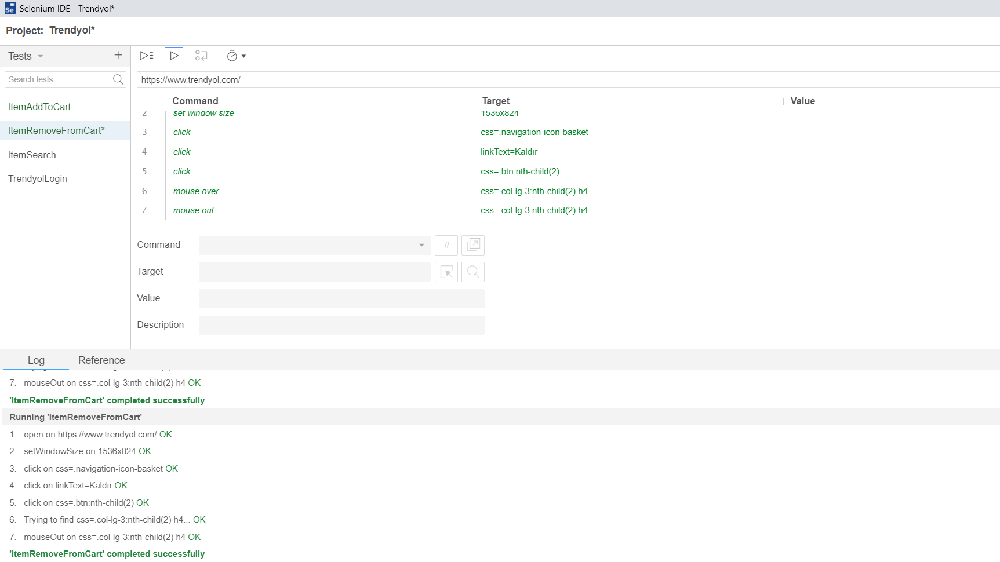 Se Selenium IDE - Trendyol*
Project: Trendyol*
Tests
Search tests...
ItemAddToCart
ItemRemoveFromCart*
ItemSearch
TrendyolLogin
https://www.trendyol.com/
Command Target Value
2 set window size 1536x824
3 click css=.navigation-icon-basket
4 click linkText=Kaldır
5 click css=.btn:nth-child(2)
6 mouse over css=.col-lg-3:nth-child(2) h4
7 mouse out css=.col-lg-3:nth-child(2) h4
Command //
Target
Value
Description
Log Reference
7. mouseOut on css=.col-lg-3:nth-child(2) h4 OK
'ItemRemoveFromCart' completed successfully
Running 'ItemRemoveFromCart'
1. open on https://www.trendyol.com/ OK
2. setWindowSize on 1536x824 OK
3. click on css=.navigation-icon-basket OK
4. click on linkText=Kaldır OK
5. click on css=.btn:nth-child(2) OK
6. Trying to find css=.col-lg-3:nth-child(2) h4... OK
7. mouseOut on css=.col-lg-3:nth-child(2) h4 OK
'ItemRemoveFromCart' completed successfully